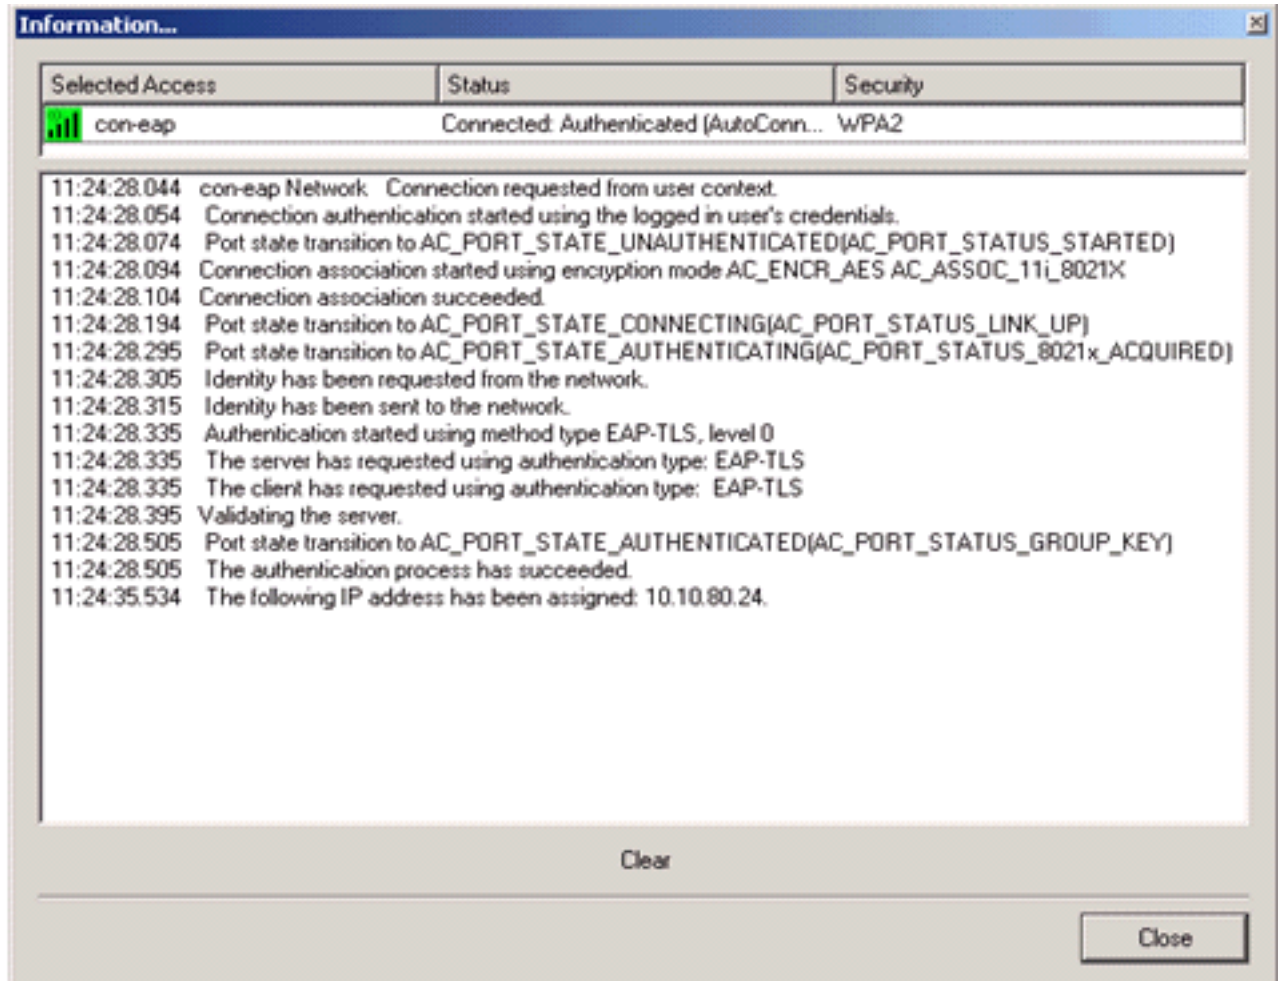 Information...
Selected Access Status Security
con-eap Connected: Authenticated (AutoConn... WPA2
11:24:28.044 con-eap Network Connection requested from user context.
11:24:28.054 Connection authentication started using the logged in user's credentials.
11:24:28.074 Port state transition to AC_PORT_STATE_UNAUTHENTICATED(AC_PORT_STATUS_STARTED)
11:24:28.094 Connection association started using encryption mode AC_ENCR_AES AC_ASSOC_11i_8021X
11:24:28.104 Connection association succeeded.
11:24:28.194 Port state transition to AC_PORT_STATE_CONNECTING(AC_PORT_STATUS_LINK_UP)
11:24:28.295 Port state transition to AC_PORT_STATE_AUTHENTICATING(AC_PORT_STATUS_8021x_ACQUIRED)
11:24:28.305 Identity has been requested from the network.
11:24:28.315 Identity has been sent to the network.
11:24:28.335 Authentication started using method type EAP-TLS, level 0
11:24:28.335 The server has requested using authentication type: EAP-TLS
11:24:28.335 The client has requested using authentication type: EAP-TLS
11:24:28.395 Validating the server.
11:24:28.505 Port state transition to AC_PORT_STATE_AUTHENTICATED(AC_PORT_STATUS_GROUP_KEY)
11:24:28.505 The authentication process has succeeded.
11:24:35.534 The following IP address has been assigned: 10.10.80.24.
Clear
Close